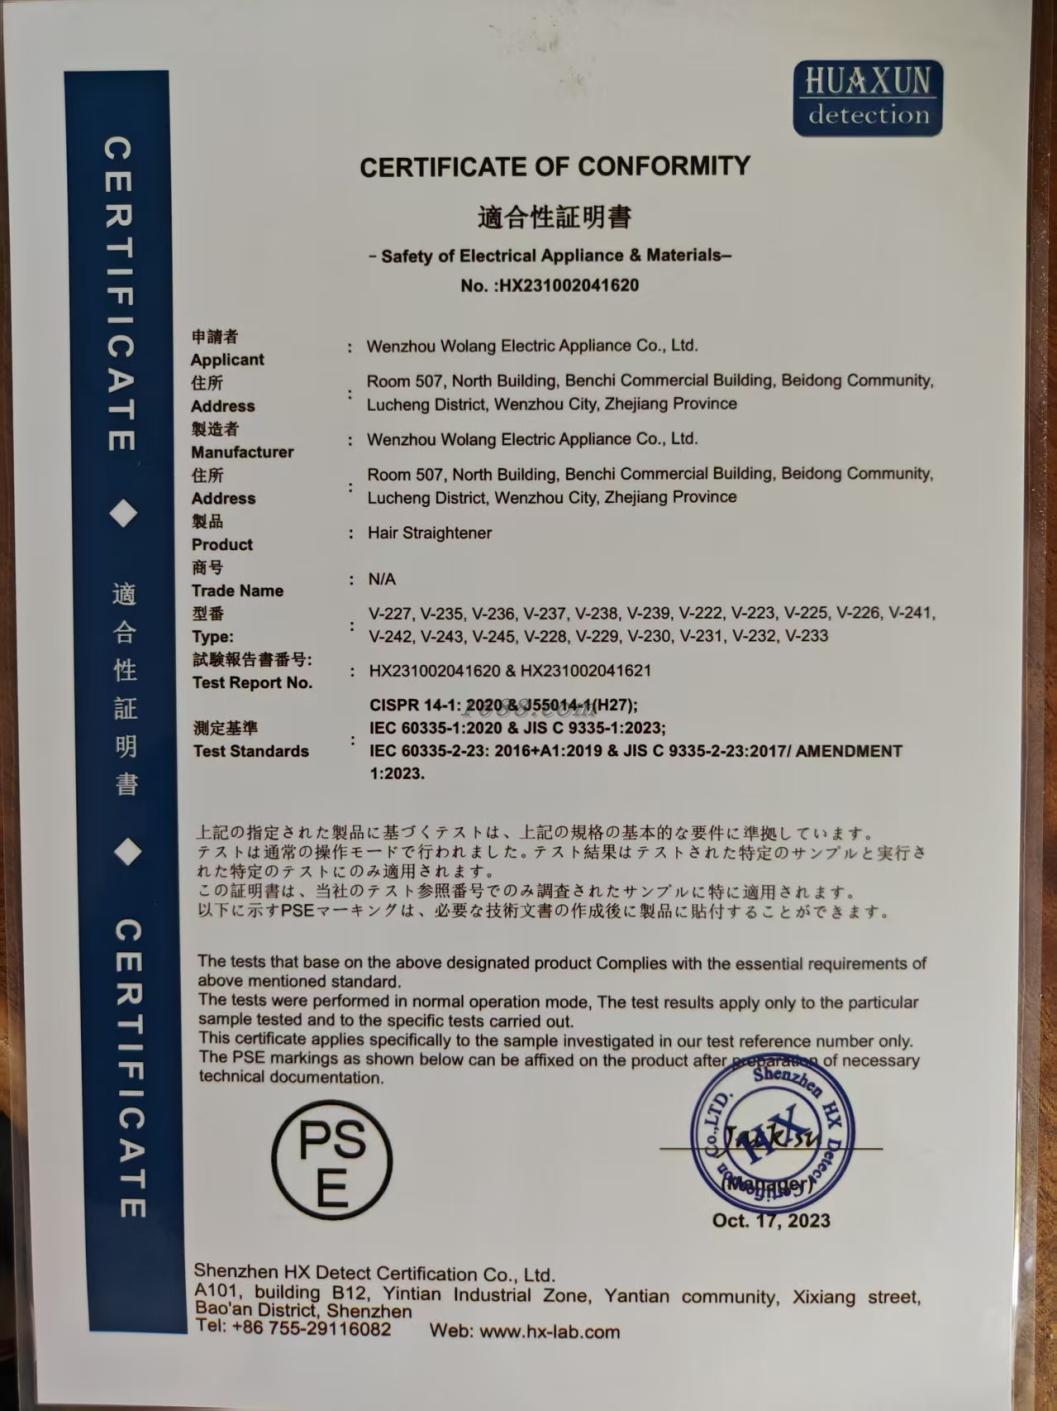 HUAXUN
detection
CERTIFICATE ◆ 適合性証明書 ◆ CERTIFICATE
CERTIFICATE OF CONFORMITY
適合性証明書
- Safety of Electrical Appliance & Materials–
No. :HX231002041620
申請者
Applicant : Wenzhou Wolang Electric Appliance Co., Ltd.
住所
Address : Room 507, North Building, Benchi Commercial Building, Beidong Community,
Lucheng District, Wenzhou City, Zhejiang Province
製造者
Manufacturer : Wenzhou Wolang Electric Appliance Co., Ltd.
住所
Address : Room 507, North Building, Benchi Commercial Building, Beidong Community,
Lucheng District, Wenzhou City, Zhejiang Province
製品
Product : Hair Straightener
商号
Trade Name : N/A
型番
Type: : V-227, V-235, V-236, V-237, V-238, V-239, V-222, V-223, V-225, V-226, V-241,
V-242, V-243, V-245, V-228, V-229, V-230, V-231, V-232, V-233
試験報告書番号:
Test Report No. : HX231002041620 & HX231002041621
測定基準
Test Standards : CISPR 14-1: 2020 & J55014-1(H27);
IEC 60335-1:2020 & JIS C 9335-1:2023;
IEC 60335-2-23: 2016+A1:2019 & JIS C 9335-2-23:2017/ AMENDMENT
1:2023.
1688.com
上記の指定された製品に基づくテストは、上記の規格の基本的な要件に準拠しています。
テストは通常の操作モードで行われました。テスト結果はテストされた特定のサンプルと実行さ
れた特定のテストにのみ適用されます。
この証明書は、当社のテスト参照番号でのみ調査されたサンプルに特に適用されます。
以下に示すPSEマーキングは、必要な技術文書の作成後に製品に貼付することができます。
The tests that base on the above designated product Complies with the essential requirements of
above mentioned standard.
The tests were performed in normal operation mode, The test results apply only to the particular
sample tested and to the specific tests carried out.
This certificate applies specifically to the sample investigated in our test reference number only.
The PSE markings as shown below can be affixed on the product after preparation of necessary
technical documentation.
PS
E
Shenzhen HX Detect Certification Co.,LTD.
HX
Jack su
(Manager)
Oct. 17, 2023
Shenzhen HX Detect Certification Co., Ltd.
A101, building B12, Yintian Industrial Zone, Yantian community, Xixiang street,
Bao'an District, Shenzhen
Tel: +86 755-29116082 Web: www.hx-lab.com